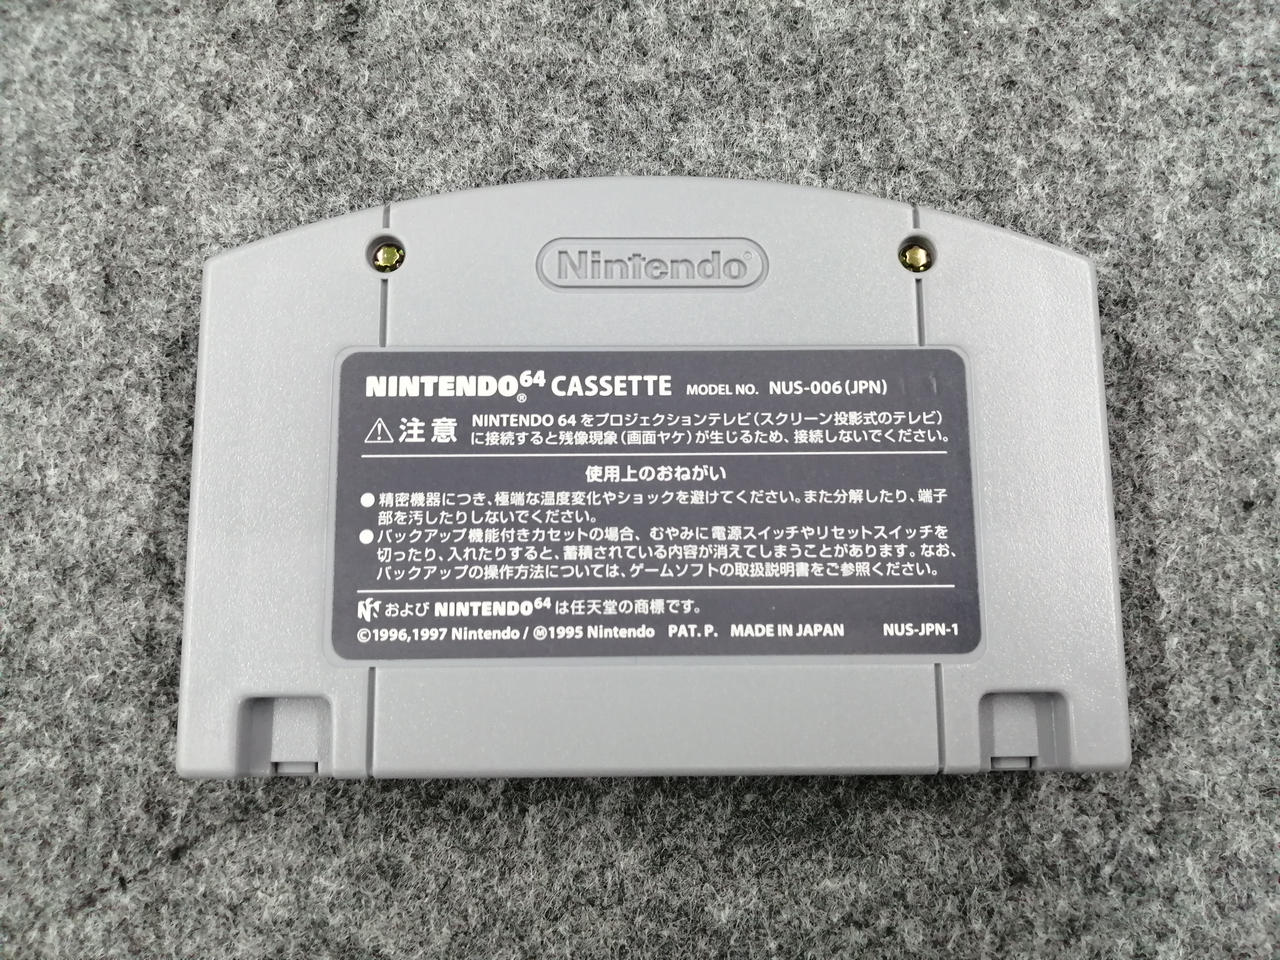 Nintendo®
NINTENDO64® CASSETTE MODEL NO. NUS-006(JPN)
⚠注意 NINTENDO 64 をプロジェクションテレビ(スクリーン投影式のテレビ)
に接続すると残像現象(画面ヤケ)が生じるため、接続しないでください。
使用上のおねがい
●精密機器につき、極端な温度変化やショックを避けてください。また分解したり、端子
部を汚したりしないでください。
●バックアップ機能付きカセットの場合、むやみに電源スイッチやリセットスイッチを
切ったり、入れたりすると、蓄積されている内容が消えてしまうことがあります。なお、
バックアップの操作方法については、ゲームソフトの取扱説明書をご参照ください。
および NINTENDO64 は任天堂の商標です。
©1996,1997 Nintendo / Ⓜ1995 Nintendo PAT. P. MADE IN JAPAN NUS-JPN-1